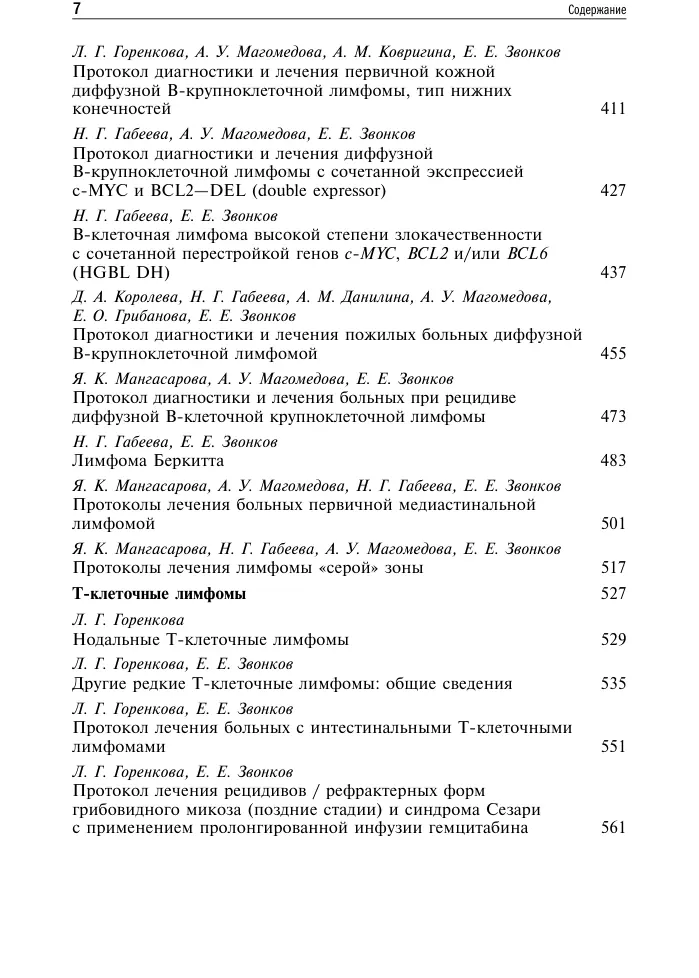 7 Содержание
Л. Г. Горенкова, А. У. Магомедова, А. М. Ковригина, Е. Е. Звонков
Протокол диагностики и лечения первичной кожной
диффузной В-крупноклеточной лимфомы, тип нижних
конечностей 411
Н. Г. Габеева, А. У. Магомедова, Е. Е. Звонков
Протокол диагностики и лечения диффузной
В-крупноклеточной лимфомы с сочетанной экспрессией
c-MYC и BCL2—DEL (double expressor) 427
Н. Г. Габеева, Е. Е. Звонков
В-клеточная лимфома высокой степени злокачественности
с сочетанной перестройкой генов c-MYC, BCL2 и/или BCL6
(HGBL DH) 437
Д. А. Королева, Н. Г. Габеева, А. М. Данилина, А. У. Магомедова,
Е. О. Грибанова, Е. Е. Звонков
Протокол диагностики и лечения пожилых больных диффузной
В-крупноклеточной лимфомой 455
Я. К. Мангасарова, А. У. Магомедова, Е. Е. Звонков
Протокол диагностики и лечения больных при рецидиве
диффузной В-клеточной крупноклеточной лимфомы 473
Н. Г. Габеева, Е. Е. Звонков
Лимфома Беркитта 483
Я. К. Мангасарова, А. У. Магомедова, Н. Г. Габеева, Е. Е. Звонков
Протоколы лечения больных первичной медиастинальной
лимфомой 501
Я. К. Мангасарова, Н. Г. Габеева, А. У. Магомедова, Е. Е. Звонков
Протоколы лечения лимфомы «серой» зоны 517
Т-клеточные лимфомы 527
Л. Г. Горенкова
Нодальные Т-клеточные лимфомы 529
Л. Г. Горенкова, Е. Е. Звонков
Другие редкие Т-клеточные лимфомы: общие сведения 535
Л. Г. Горенкова, Е. Е. Звонков
Протокол лечения больных с интестинальными Т-клеточными
лимфомами 551
Л. Г. Горенкова, Е. Е. Звонков
Протокол лечения рецидивов / рефрактерных форм
грибовидного микоза (поздние стадии) и синдрома Сезари
с применением пролонгированной инфузии гемцитабина 561